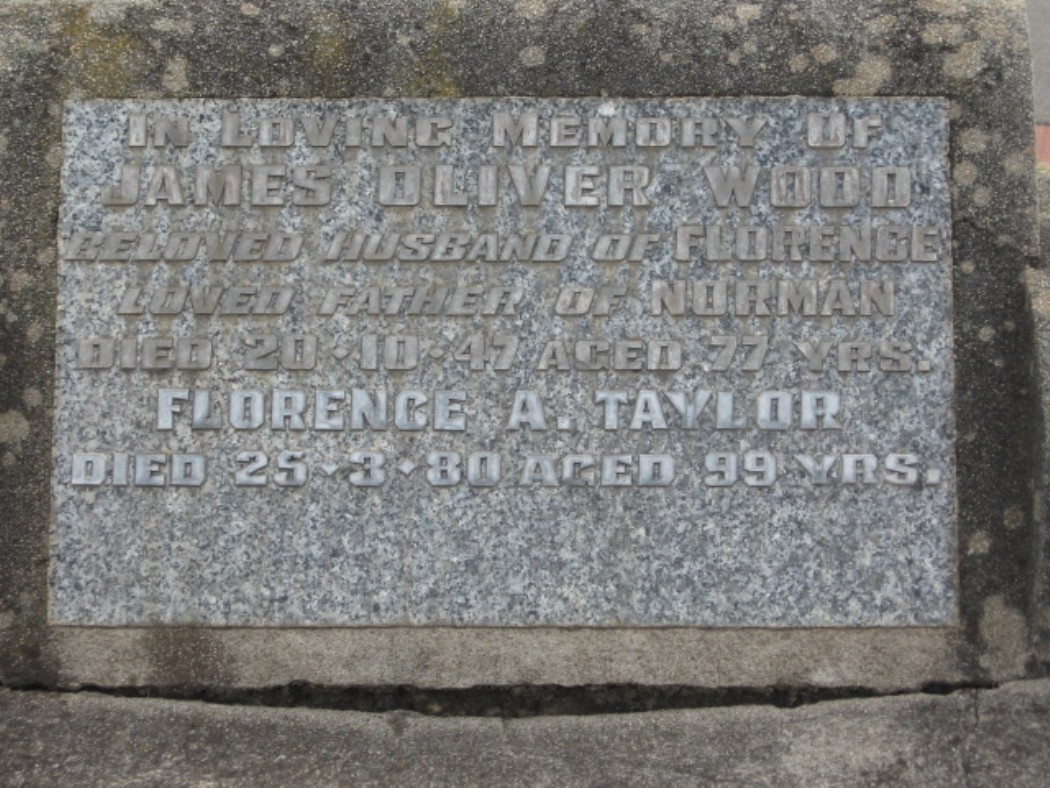 In Loving Memory Of
JAMES OLIVER WOOD
BELOVED HUSBAND OF FLORENCE
LOVED FATHER OF NORMAN
DIED 20·10·47 AGED 77 YRS.
FLORENCE A. TAYLOR
DIED 25·3·80 AGED 99 YRS.